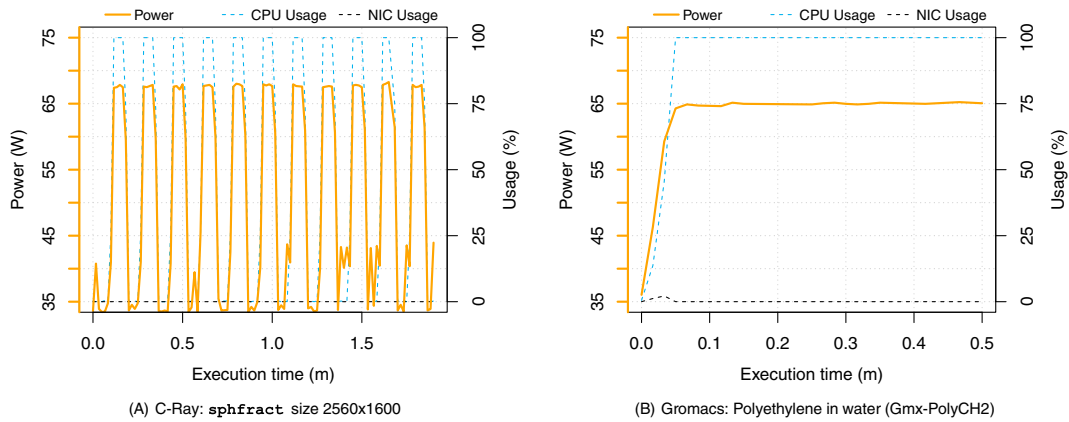 Power CPU Usage NIC Usage
75
65
55
45
35
Power (W)
100
75
50
25
0
Usage (%)
0.0 0.5 1.0 1.5
Execution time (m)
(A) C-Ray: sphfract size 2560x1600
Power CPU Usage NIC Usage
75
65
55
45
35
Power (W)
100
75
50
25
0
Usage (%)
0.0 0.1 0.2 0.3 0.4 0.5
Execution time (m)
(B) Gromacs: Polyethylene in water (Gmx-PolyCH2)